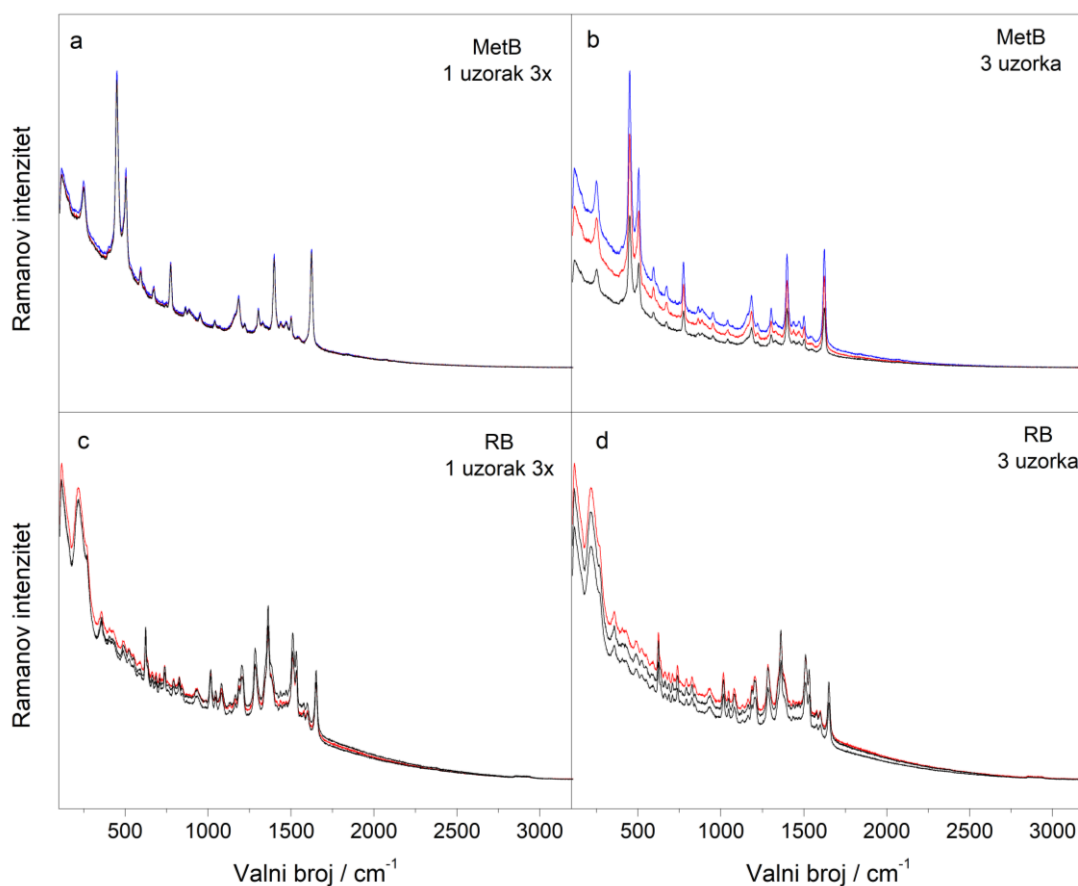 a
MetB
1 uzorak 3x
b
MetB
3 uzorka
Ramanov intenzitet
c
RB
1 uzorak 3x
d
RB
3 uzorka
Ramanov intenzitet
500 1000 1500 2000 2500 3000
500 1000 1500 2000 2500 3000
Valni broj / cm⁻¹
Valni broj / cm⁻¹